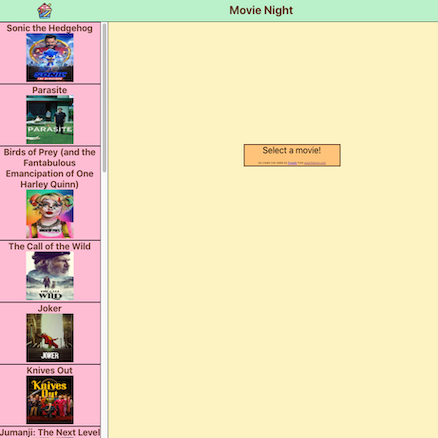 Movie Night
Sonic the Hedgehog
Parasite
PARASITE
Birds of Prey (and the
Fantabulous
Emancipation of One
Harley Quinn)
The Call of the Wild
WILD
Joker
JOKER
Knives Out
Knives
Out
Jumanji: The Next Level
Select a movie!